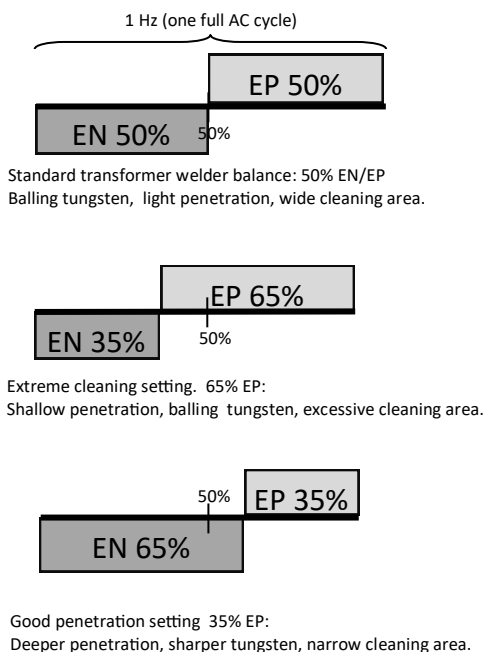 1 Hz (one full AC cycle)
EP 50%
EN 50%
50%
Standard transformer welder balance: 50% EN/EP
Balling tungsten, light penetration, wide cleaning area.
EP 65%
EN 35%
50%
Extreme cleaning setting. 65% EP:
Shallow penetration, balling tungsten, excessive cleaning area.
50%
EP 35%
EN 65%
Good penetration setting 35% EP:
Deeper penetration, sharper tungsten, narrow cleaning area.